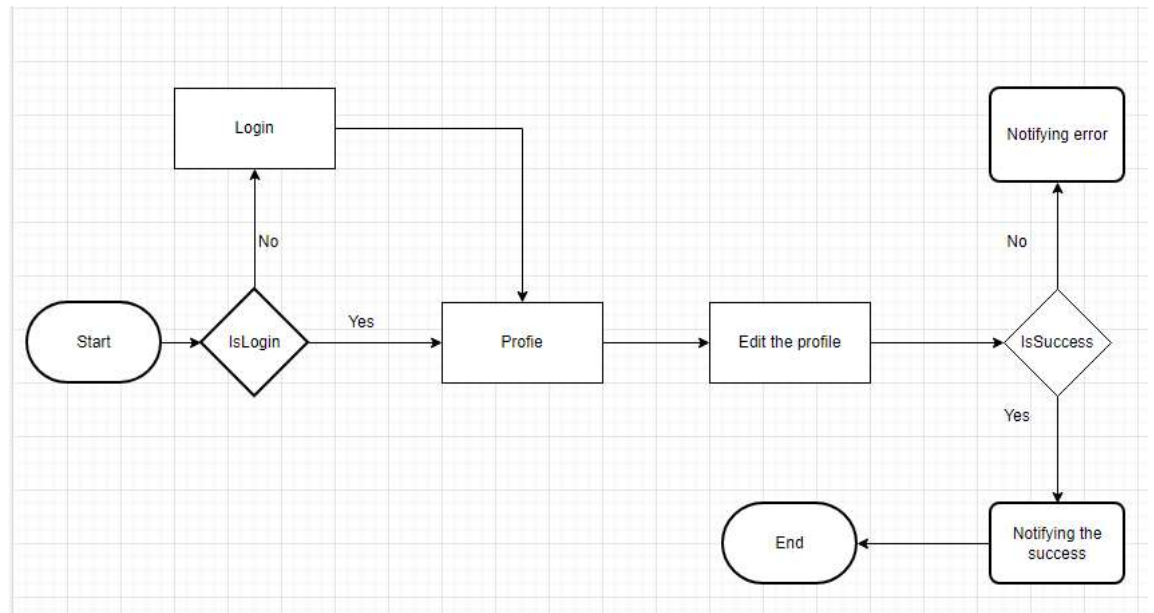 Login
Notifying error
No
No
Start
IsLogin
Yes
Profie
Edit the profile
IsSuccess
Yes
End
Notifying the
success